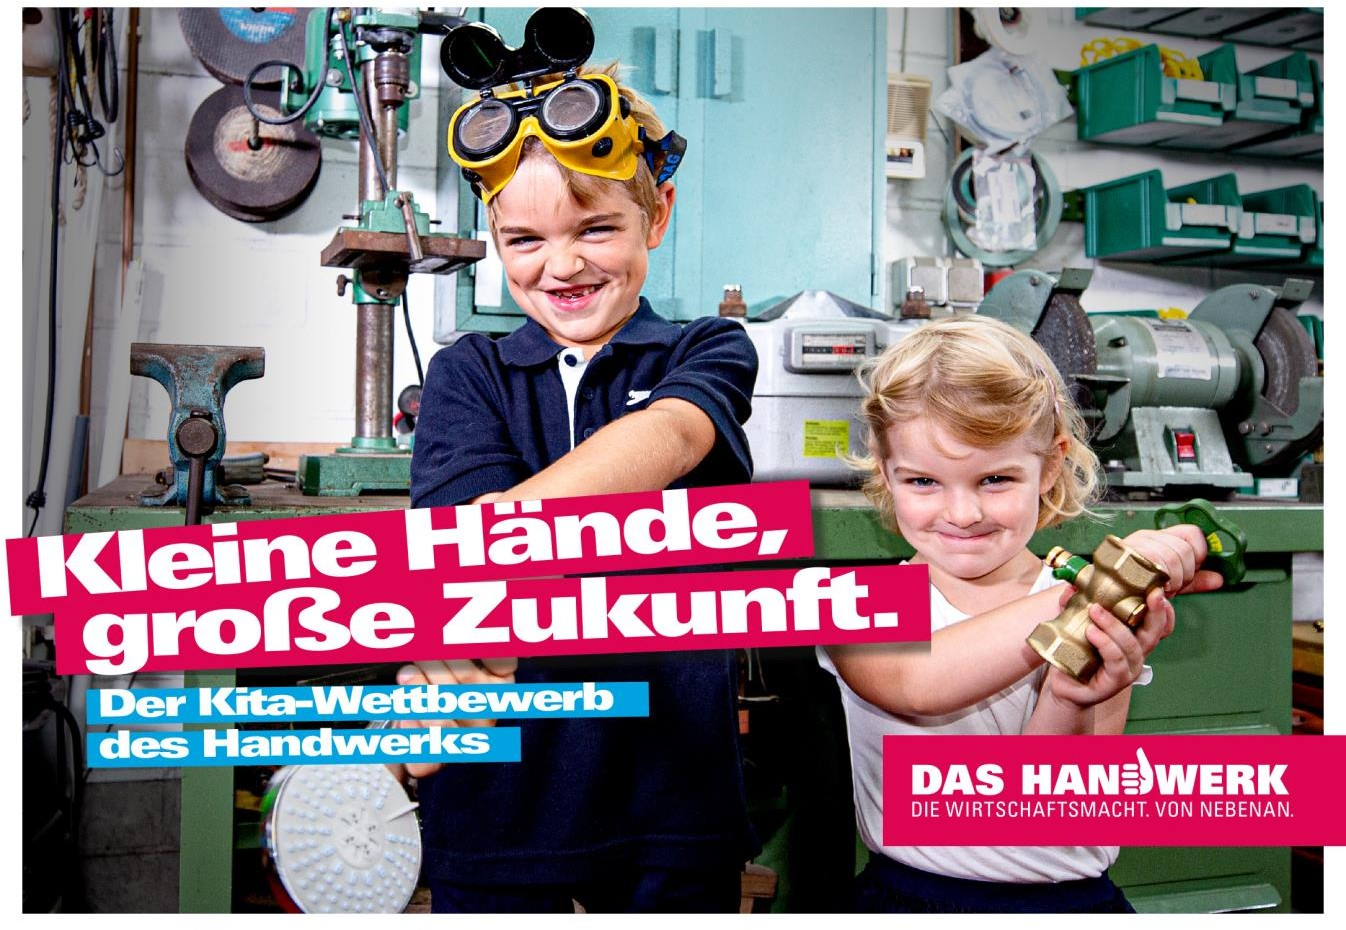 Kleine Hände,
große Zukunft.
Der Kita-Wettbewerb
des Handwerks
DAS HANDWERK
DIE WIRTSCHAFTSMACHT. VON NEBENAN.